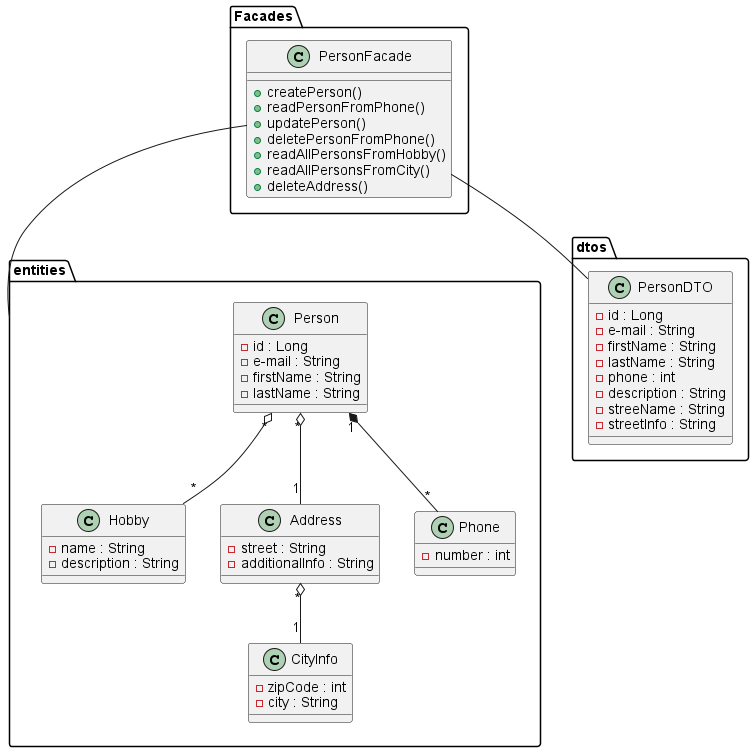 Facades
C PersonFacade
createPerson()
readPersonFromPhone()
updatePerson()
deletePersonFromPhone()
readAllPersonsFromHobby()
readAllPersonsFromCity()
deleteAddress()
dtos
C PersonDTO
id : Long
e-mail : String
firstName : String
lastName : String
phone : int
description : String
streeName : String
streetInfo : String
entities
C Person
id : Long
e-mail : String
firstName : String
lastName : String
* * 1
* 1 *
C Hobby
name : String
description : String
C Address
street : String
additionalInfo : String
C Phone
number : int
*
1
C CityInfo
zipCode : int
city : String